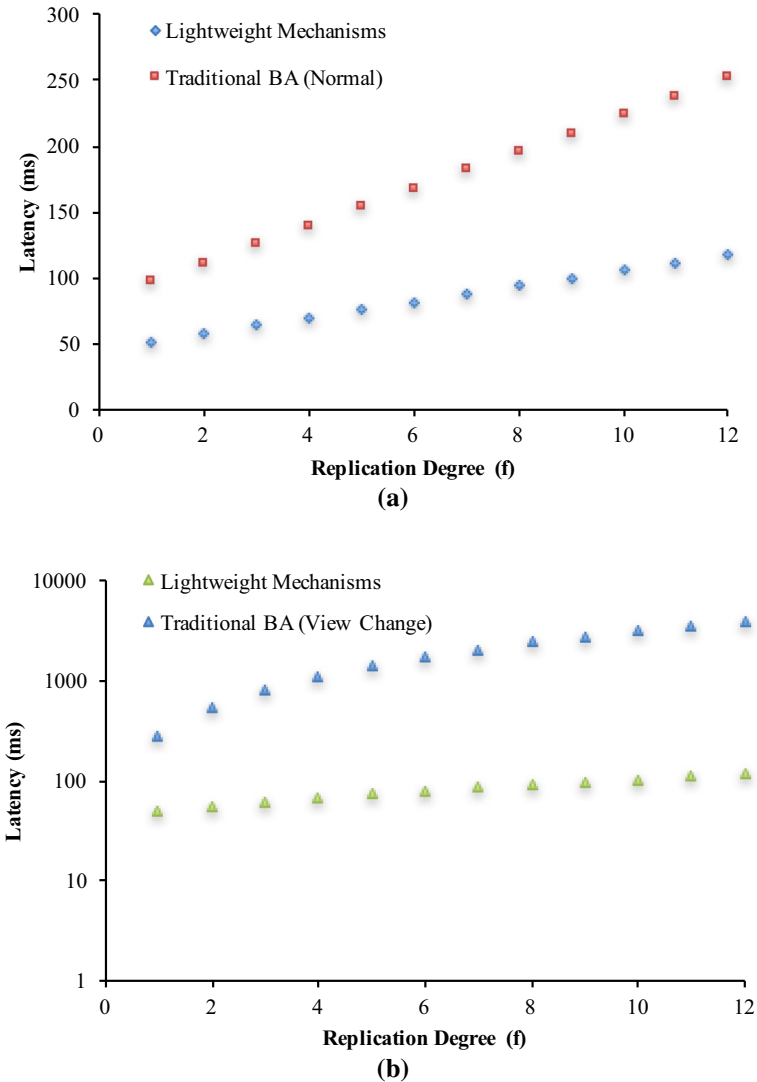 300
250
200
150
100
50
0
Latency (ms)
Lightweight Mechanisms
Traditional BA (Normal)
0 2 4 6 8 10 12
Replication Degree (f)
(a)
10000
1000
100
10
1
Latency (ms)
Lightweight Mechanisms
Traditional BA (View Change)
0 2 4 6 8 10 12
Replication Degree (f)
(b)